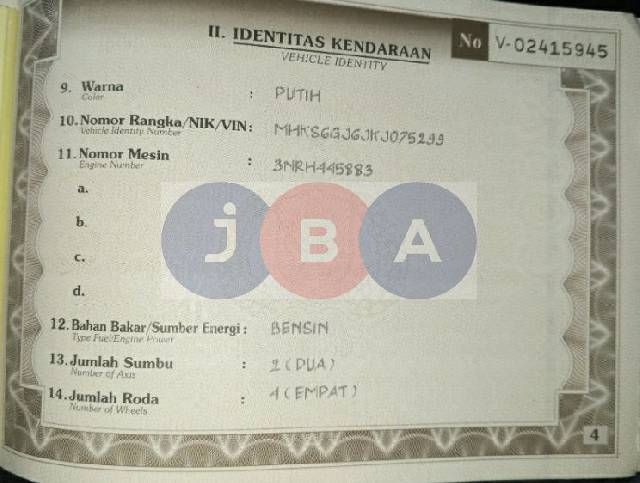 II. IDENTITAS KENDARAAN
VEHICLE IDENTITY
No V-02415945
9. Warna : PUTIH
Color
10. Nomor Rangka/NIK/VIN: MHKS6GJ6JKJ075299
Vehicle Identity Number
11. Nomor Mesin : 3NRH445883
Engine Number
a.
JBA
b.
c.
d.
12. Bahan Bakar/Sumber Energi : BENSIN
Type Fuel/Engine Power
13. Jumlah Sumbu : 2 (DUA)
Number of Axis
14. Jumlah Roda : 4 (EMPAT)
Number of Wheels
4